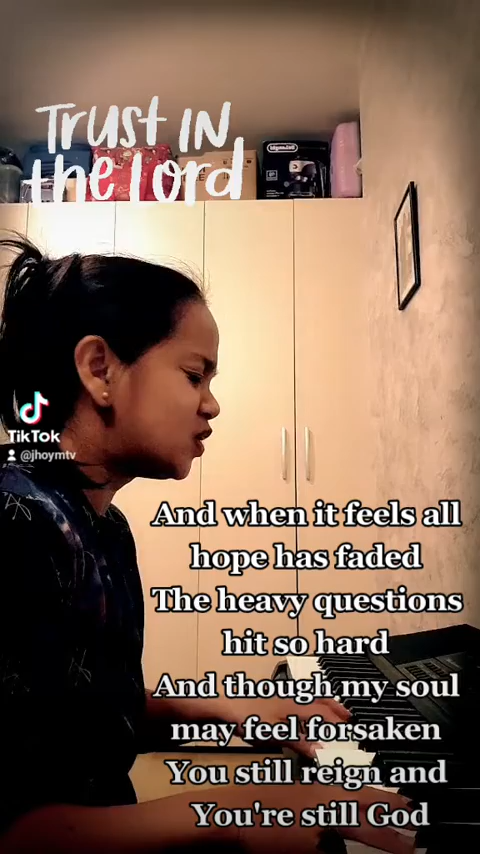 Trust IN
the lord
TikTok
@jhoymtv
And when it feels all
hope has faded
The heavy questions
hit so hard
And though my soul
may feel forsaken
You still reign and
You're still God